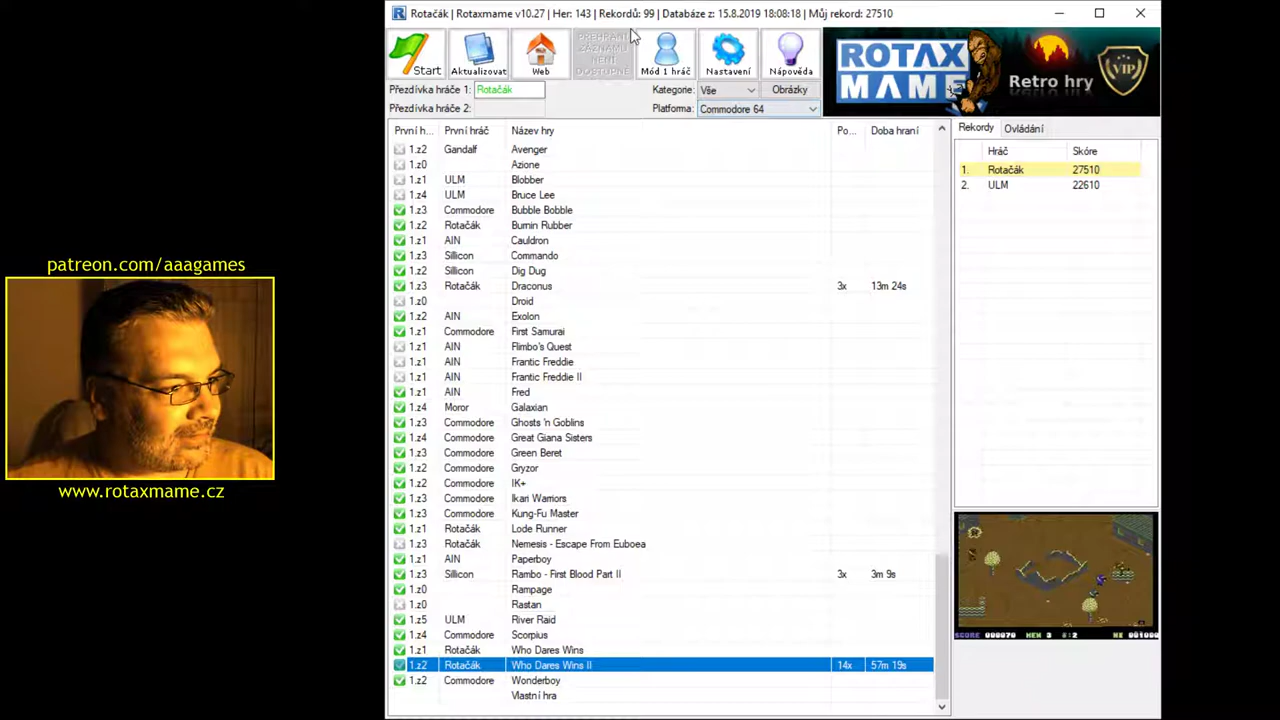 Rotačák | Rotaxmame v10.27 | Her: 143 | Rekordů: 99 | Databáze z: 15.8.2019 18:08:18 | Můj rekord: 27510
Start
Aktualizovat
Web
PŘEHRÁNÍ ZÁZNAMU NENÍ DOSTUPNÉ
Mód 1 hráč
Nastavení
Nápověda
ROTAX MAME
Retro hry
VIP
Přezdívka hráče 1: Rotačák
Kategorie: Vše
Obrázky
Přezdívka hráče 2:
Platforma: Commodore 64
První h... První hráč Název hry Po... Doba hraní
1.z2 Gandalf Avenger
1.z0 Azione
1.z1 ULM Blobber
1.z4 ULM Bruce Lee
1.z3 Commodore Bubble Bobble
1.z2 Rotačák Burnin Rubber
1.z1 AIN Cauldron
1.z3 Sillicon Commando
1.z2 Sillicon Dig Dug
1.z3 Rotačák Draconus 3x 13m 24s
1.z0 Droid
1.z2 AIN Exolon
1.z1 Commodore First Samurai
1.z1 AIN Flimbo's Quest
1.z1 AIN Frantic Freddie
1.z1 AIN Frantic Freddie II
1.z1 AIN Fred
1.z4 Moror Galaxian
1.z3 Commodore Ghosts 'n Goblins
1.z4 Commodore Great Giana Sisters
1.z3 Commodore Green Beret
1.z2 Commodore Gryzor
1.z2 Commodore IK+
1.z3 Commodore Ikari Warriors
1.z3 Commodore Kung-Fu Master
1.z1 Rotačák Lode Runner
1.z3 Rotačák Nemesis - Escape From Euboea
1.z1 AIN Paperboy
1.z3 Sillicon Rambo - First Blood Part II 3x 3m 9s
1.z0 Rampage
1.z0 Rastan
1.z5 ULM River Raid
1.z4 Commodore Scorpius
1.z1 Rotačák Who Dares Wins
1.z2 Rotačák Who Dares Wins II 14x 57m 19s
1.z2 Commodore Wonderboy
Vlastní hra
Rekordy Ovládání
Hráč Skóre
1. Rotačák 27510
2. ULM 22610
patreon.com/aaagames
www.rotaxmame.cz